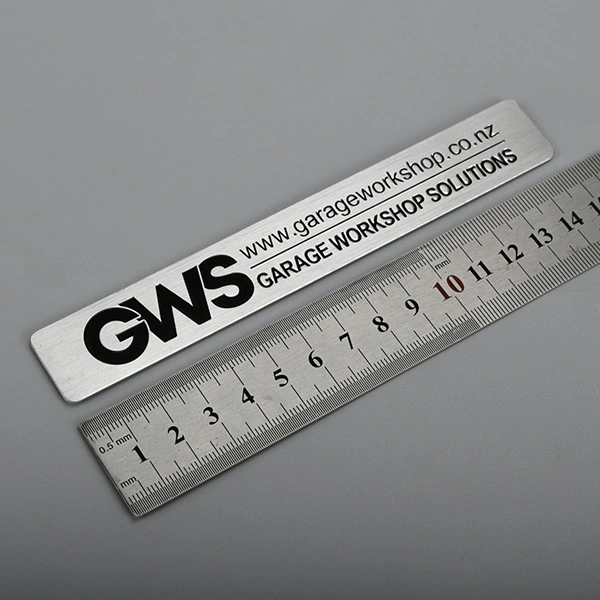 GWS
www.garageworkshop.co.nz
GARAGE WORKSHOP SOLUTIONS
0.5 mm
mm
1 2 3 4 5 6 7 8 9 10 11 12 13 14
mm